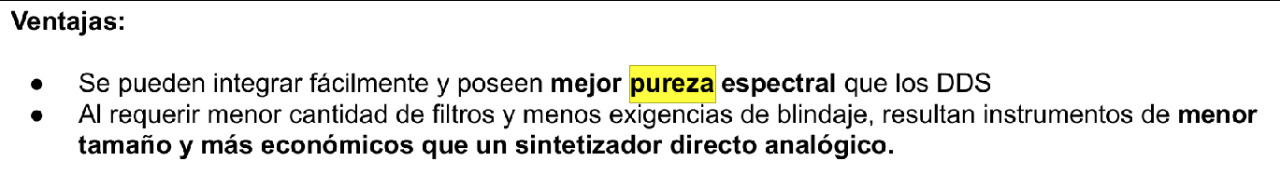 Ventajas:
● Se pueden integrar fácilmente y poseen mejor pureza espectral que los DDS
● Al requerir menor cantidad de filtros y menos exigencias de blindaje, resultan instrumentos de menor
tamaño y más económicos que un sintetizador directo analógico.